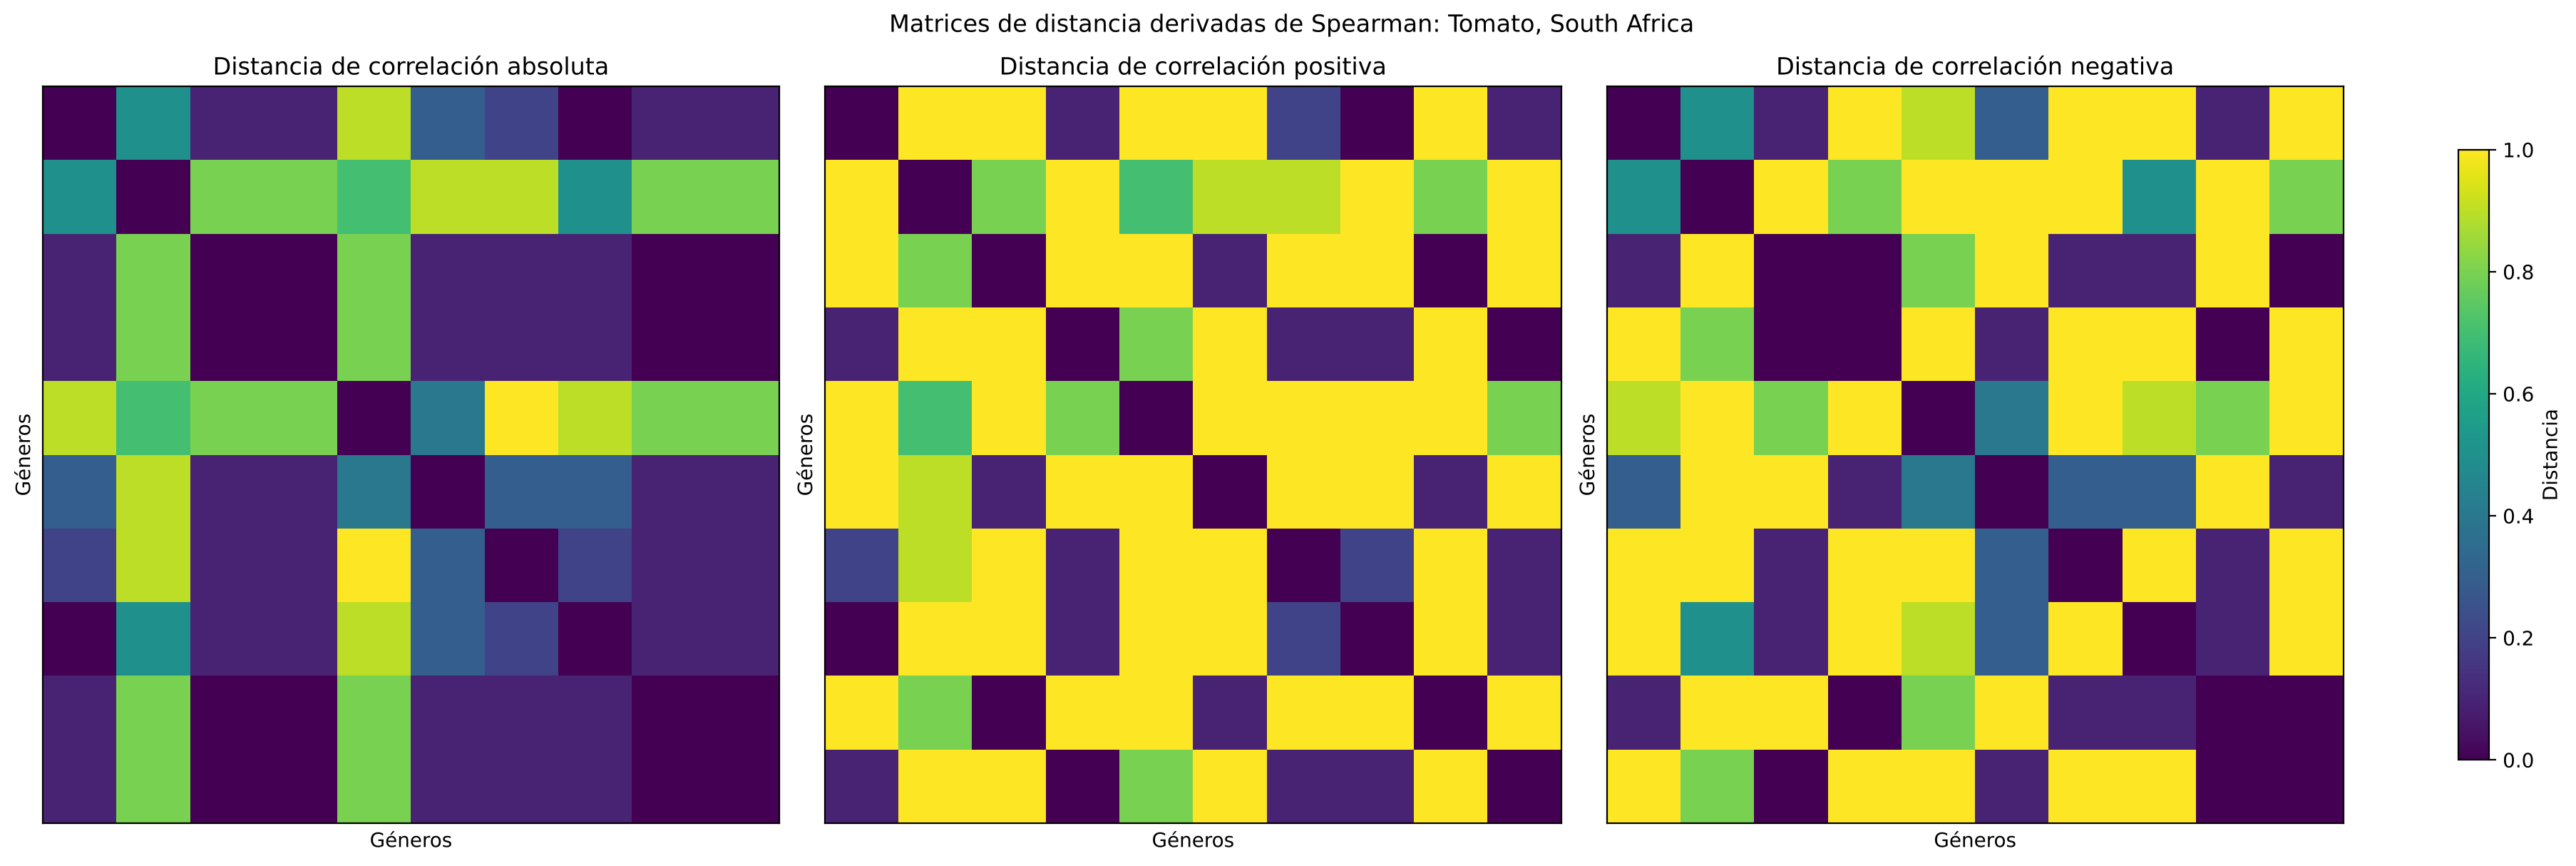 Matrices de distancia derivadas de Spearman: Tomato, South Africa
Distancia de correlación absoluta
Distancia de correlación positiva
Distancia de correlación negativa
Géneros
Géneros
Géneros
Géneros
Géneros
Géneros
1.0
0.8
0.6
0.4
0.2
0.0
Distancia